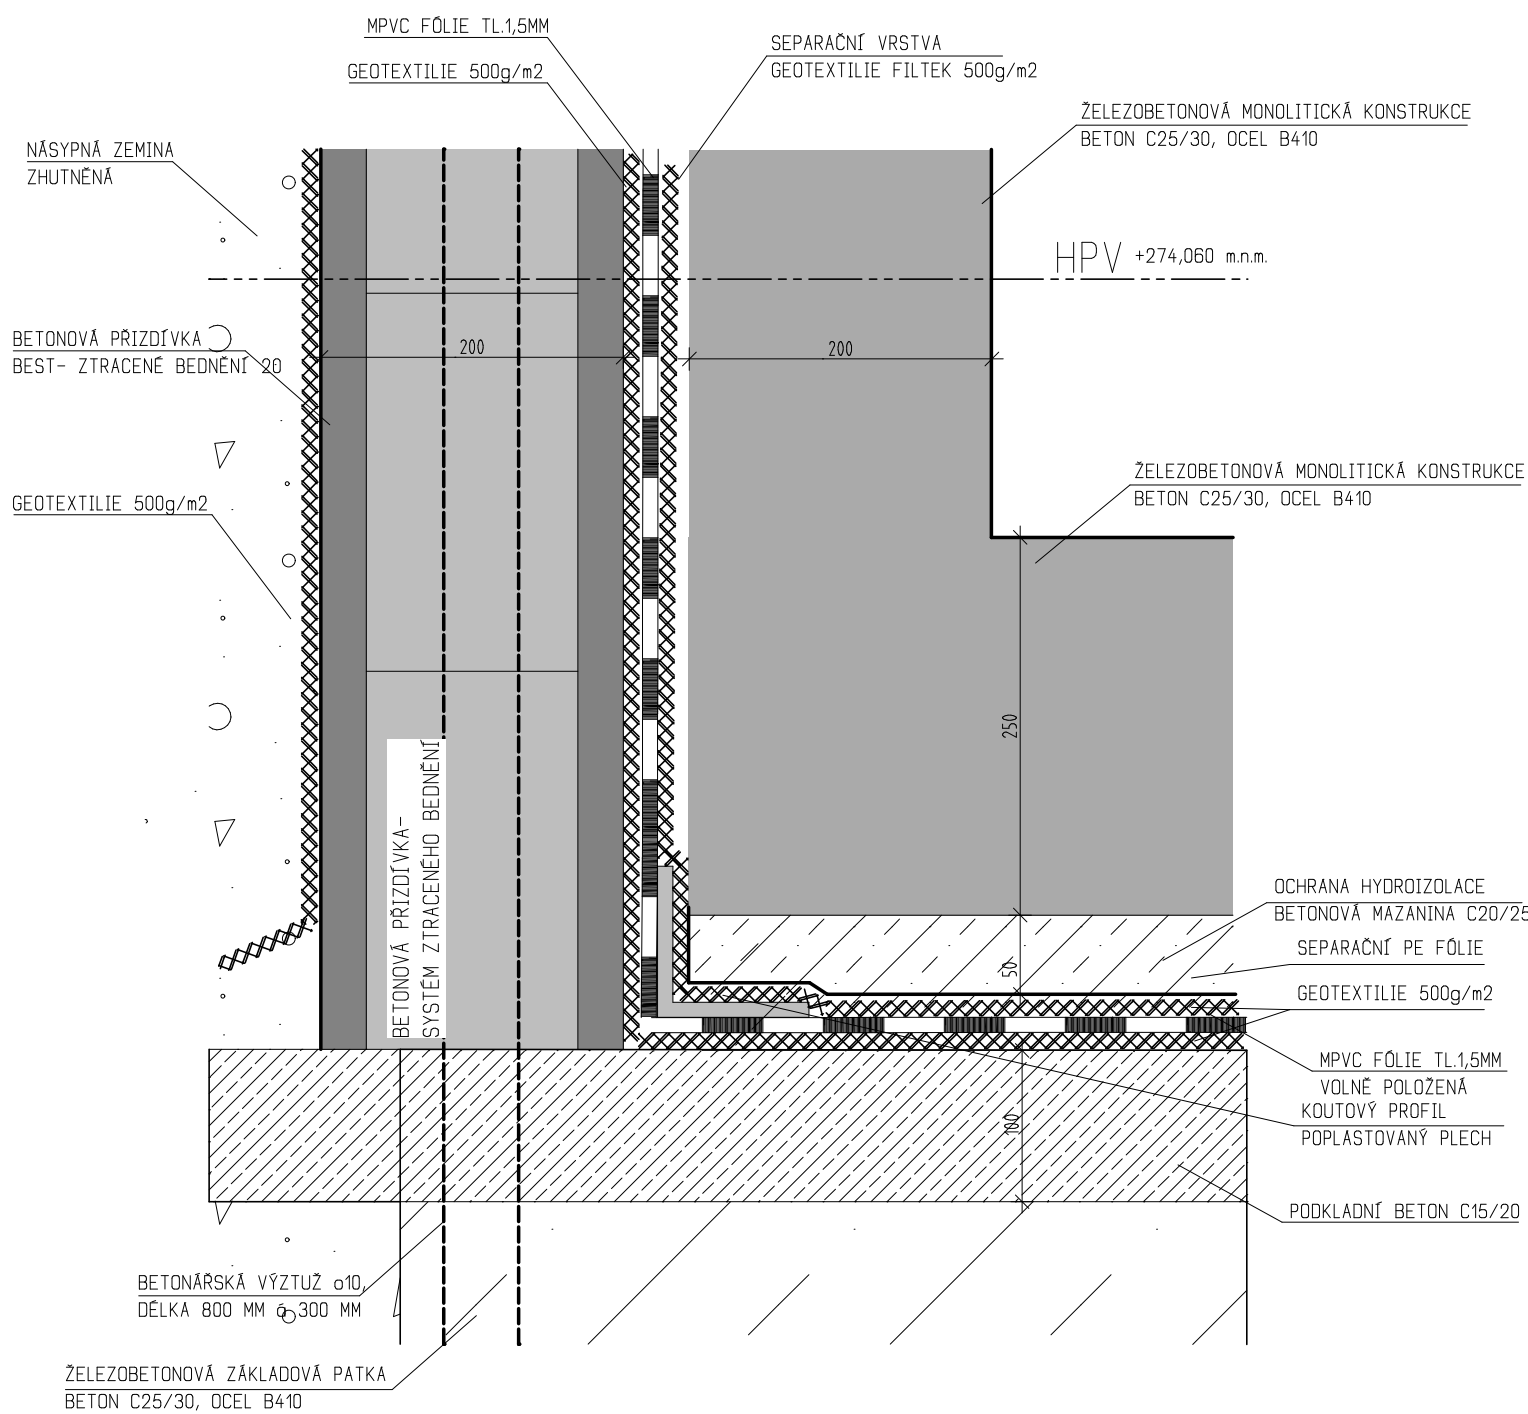 MPVC FÓLIE TL.1,5MM
GEOTEXTILIE 500g/m2
SEPARAČNÍ VRSTVA
GEOTEXTILIE FILTEK 500g/m2
ŽELEZOBETONOVÁ MONOLITICKÁ KONSTRUKCE
BETON C25/30, OCEL B410
NÁSYPNÁ ZEMINA
ZHUTNĚNÁ
HPV +274,060 m.n.m.
BETONOVÁ PŘIZDÍVKA
BEST- ZTRACENÉ BEDNĚNÍ 20
200
200
ŽELEZOBETONOVÁ MONOLITICKÁ KONSTRUKCE
BETON C25/30, OCEL B410
GEOTEXTILIE 500g/m2
250
BETONOVÁ PŘIZDÍVKA-
SYSTÉM ZTRACENÉHO BEDNĚNÍ
OCHRANA HYDROIZOLACE
BETONOVÁ MAZANINA C20/25
SEPARAČNÍ PE FÓLIE
50
GEOTEXTILIE 500g/m2
MPVC FÓLIE TL.1,5MM
VOLNĚ POLOŽENÁ
KOUTOVÝ PROFIL
POPLASTOVANÝ PLECH
100
PODKLADNÍ BETON C15/20
BETONÁŘSKÁ VÝZTUŽ o10,
DÉLKA 800 MM á 300 MM
ŽELEZOBETONOVÁ ZÁKLADOVÁ PATKA
BETON C25/30, OCEL B410